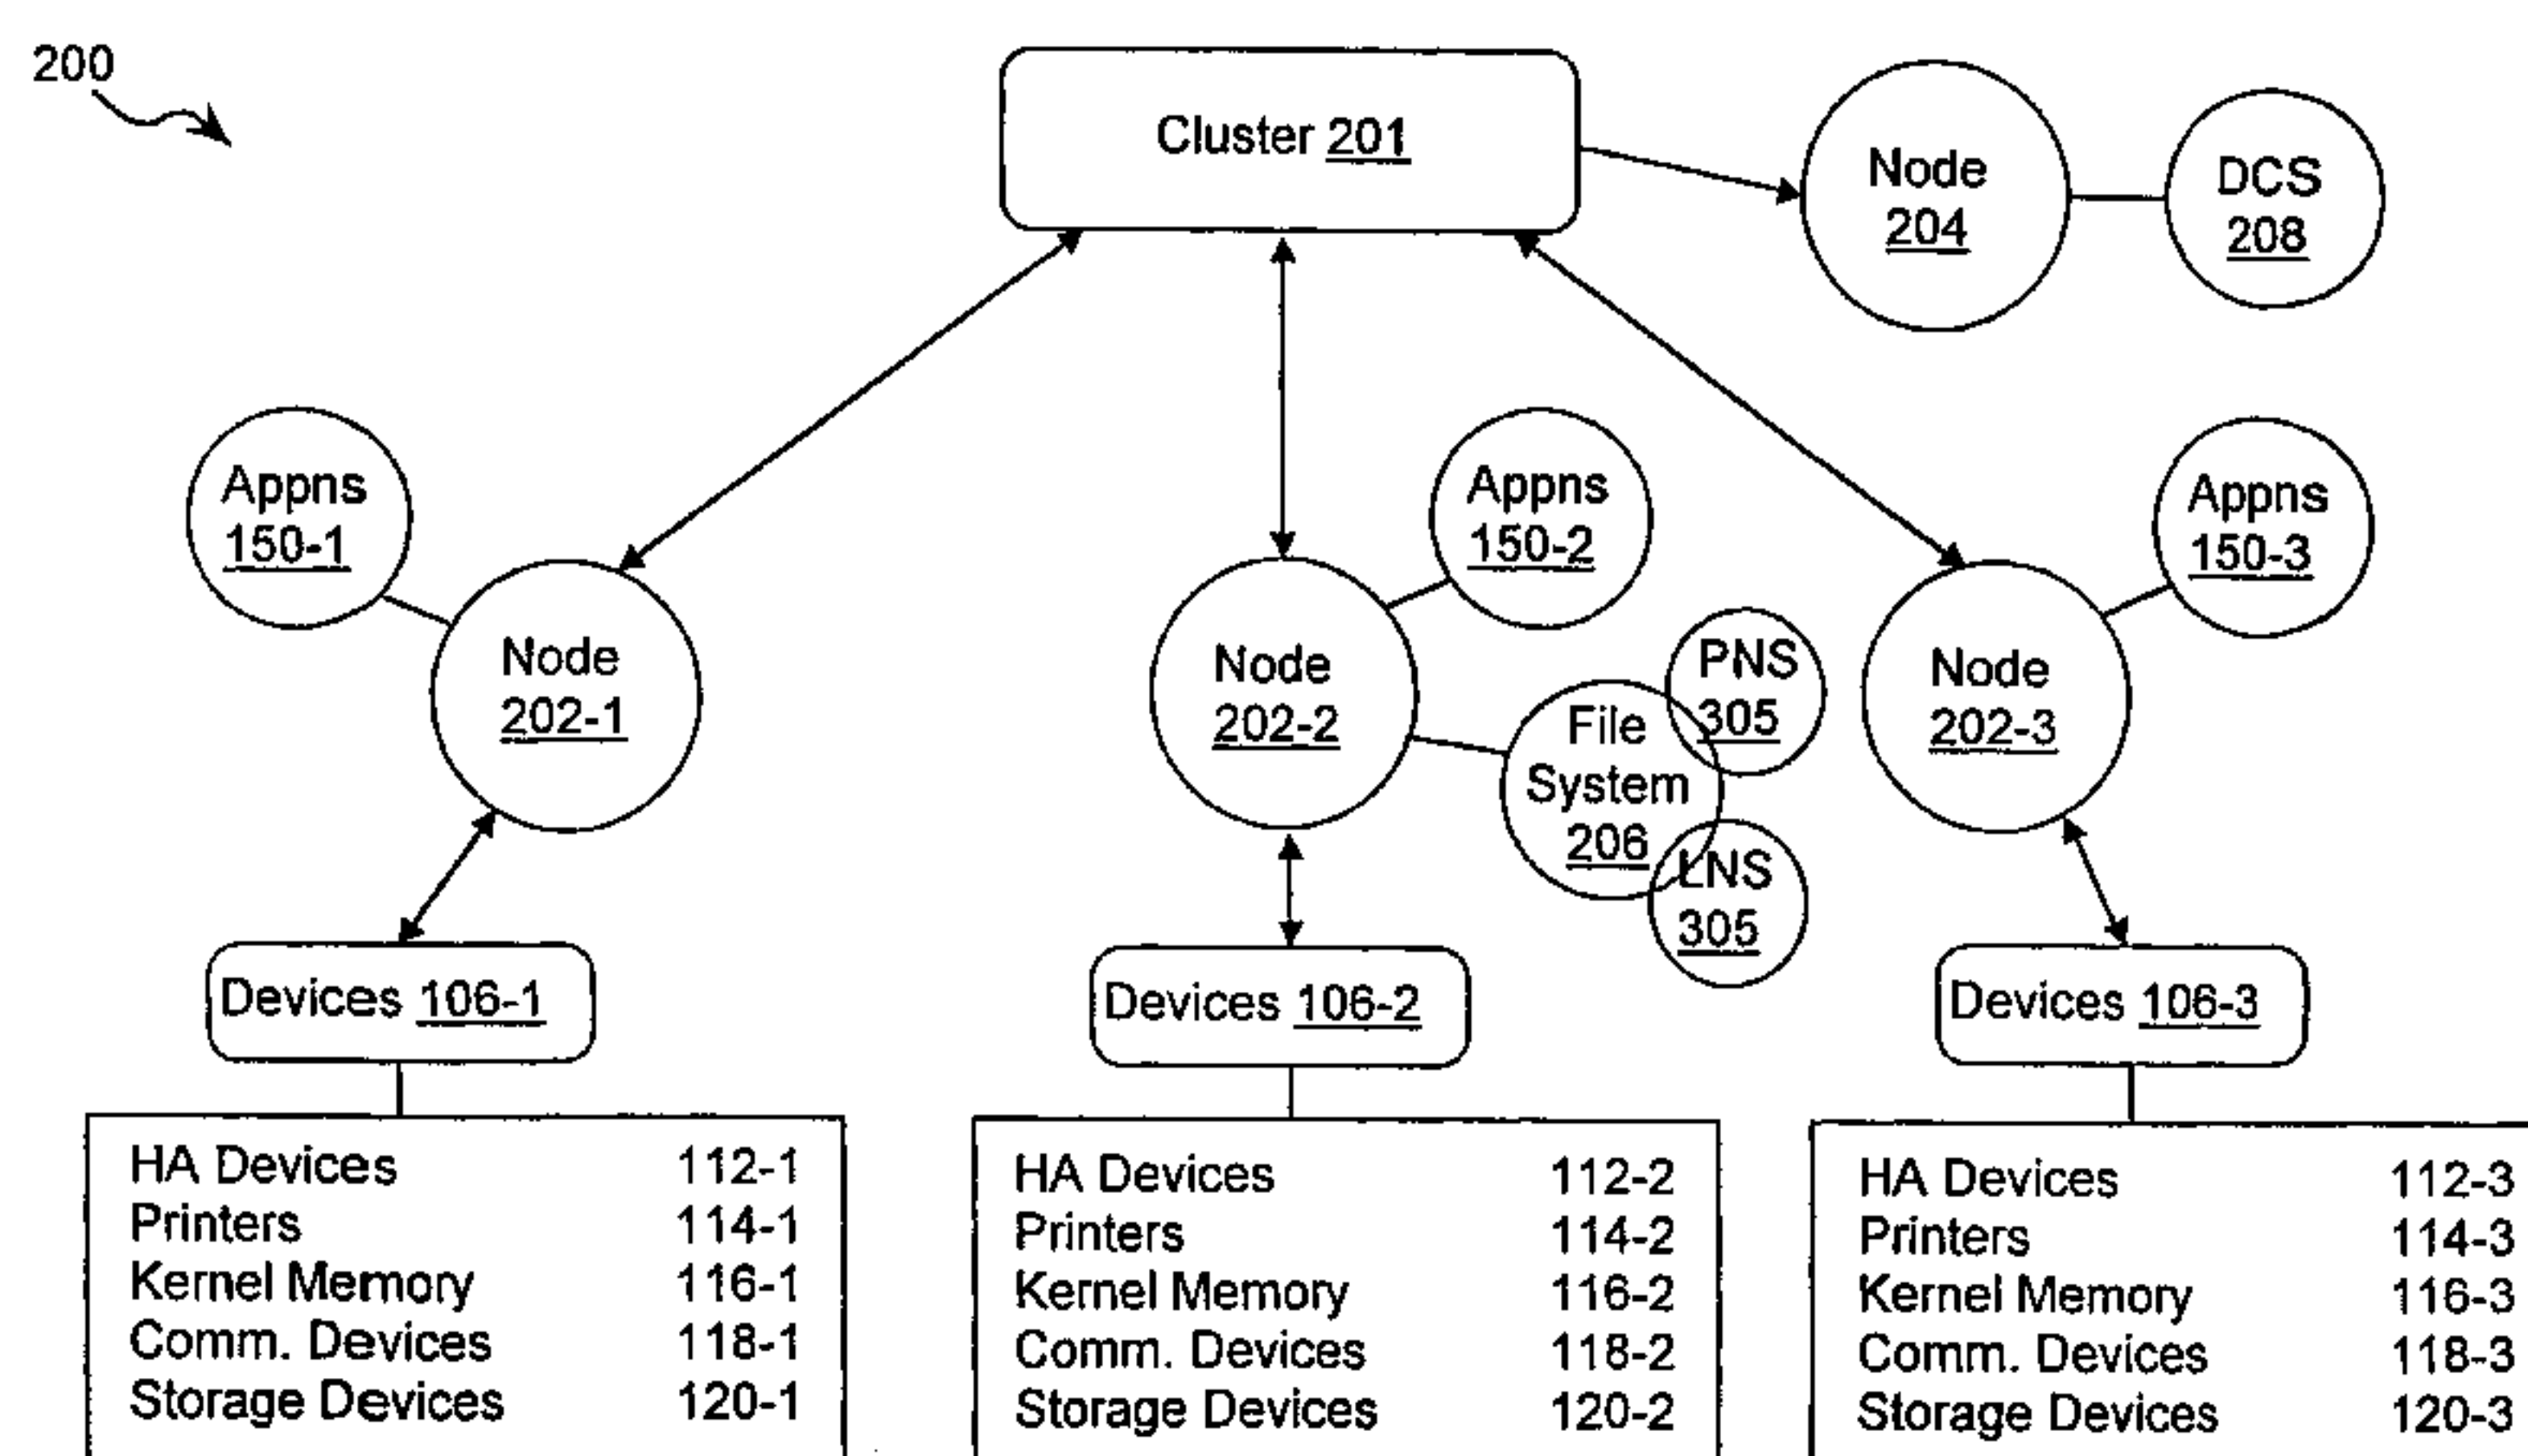 200
Cluster 201
Node
204
DCS
208
Appns
150-1
Node
202-1
Appns
150-2
Node
202-2
File
System
206
PNS
305
LNS
305
Appns
150-3
Node
202-3
Devices 106-1
Devices 106-2
Devices 106-3
HA Devices 112-1
Printers 114-1
Kernel Memory 116-1
Comm. Devices 118-1
Storage Devices 120-1
HA Devices 112-2
Printers 114-2
Kernel Memory 116-2
Comm. Devices 118-2
Storage Devices 120-2
HA Devices 112-3
Printers 114-3
Kernel Memory 116-3
Comm. Devices 118-3
Storage Devices 120-3